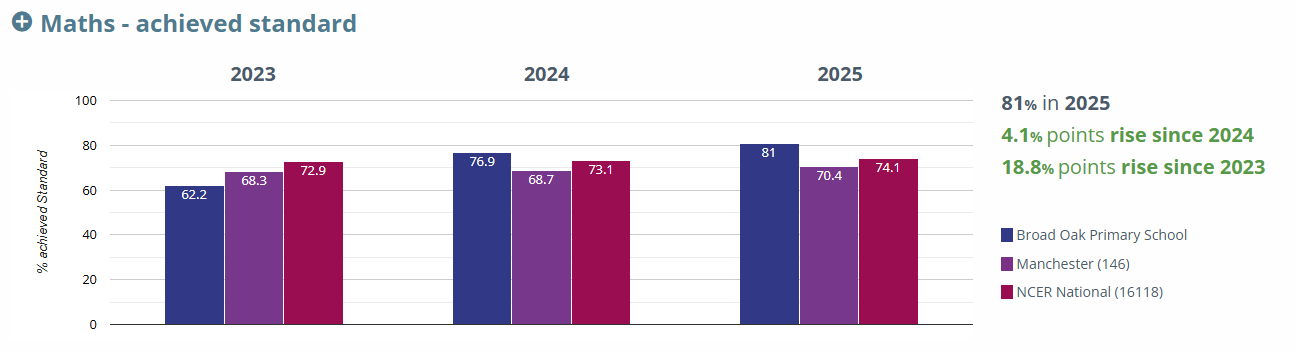 Maths - achieved standard
2023 2024 2025
100
80
60
40
20
0
% achieved Standard
62.2 68.3 72.9
76.9 68.7 73.1
81 70.4 74.1
81% in 2025
4.1% points rise since 2024
18.8% points rise since 2023
Broad Oak Primary School
Manchester (146)
NCER National (16118)